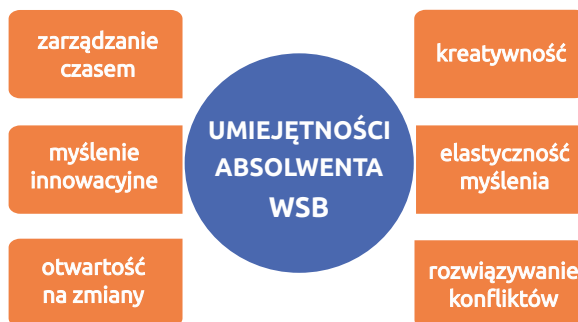 zarządzanie
czasem
myślenie
innowacyjne
otwartość
na zmiany
UMIEJĘTNOŚCI
ABSOLWENTA
WSB
kreatywność
elastyczność
myślenia
rozwiązywanie
konfliktów